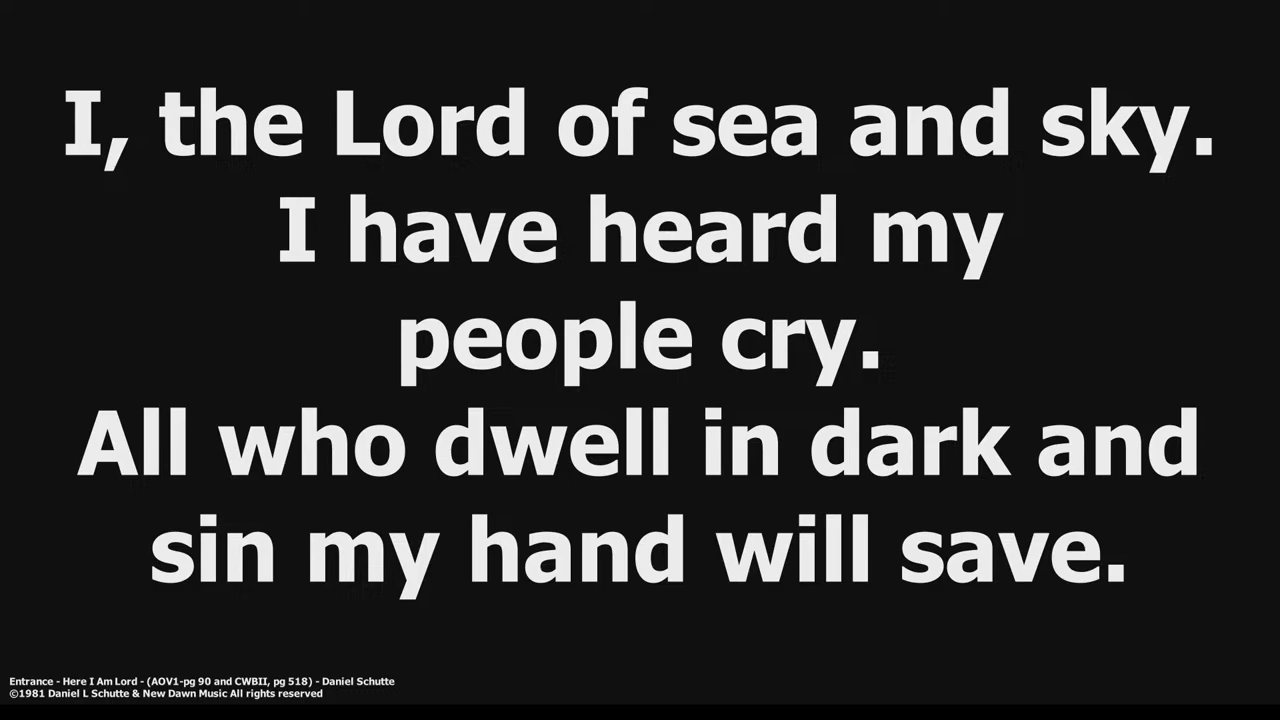 I, the Lord of sea and sky.
I have heard my
people cry.
All who dwell in dark and
sin my hand will save.
Entrance - Here I Am Lord - (AOV1-pg 90 and CWBII, pg 518) - Daniel Schutte
©1981 Daniel L Schutte & New Dawn Music All rights reserved